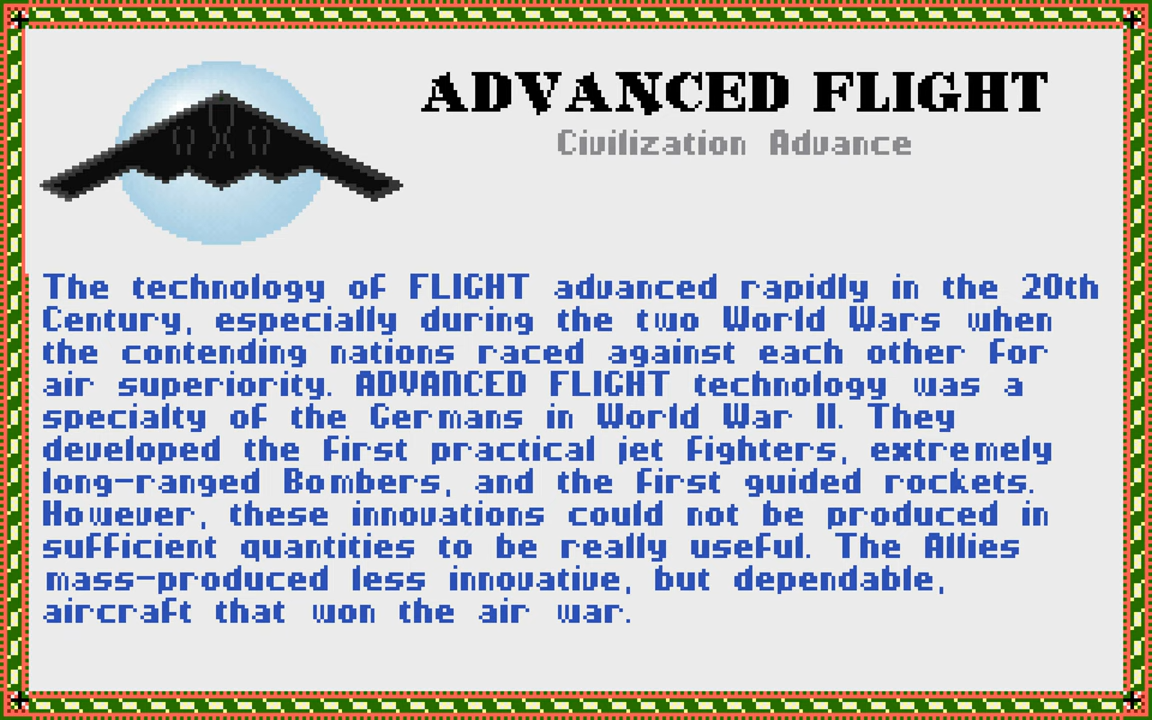 ADVANCED FLIGHT
Civilization Advance
The technology of FLIGHT advanced rapidly in the 20th
Century, especially during the two World Wars when
the contending nations raced against each other for
air superiority. ADVANCED FLIGHT technology was a
specialty of the Germans in World War II. They
developed the first practical jet fighters, extremely
long-ranged Bombers, and the first guided rockets.
However, these innovations could not be produced in
sufficient quantities to be really useful. The Allies
mass-produced less innovative, but dependable,
aircraft that won the air war.